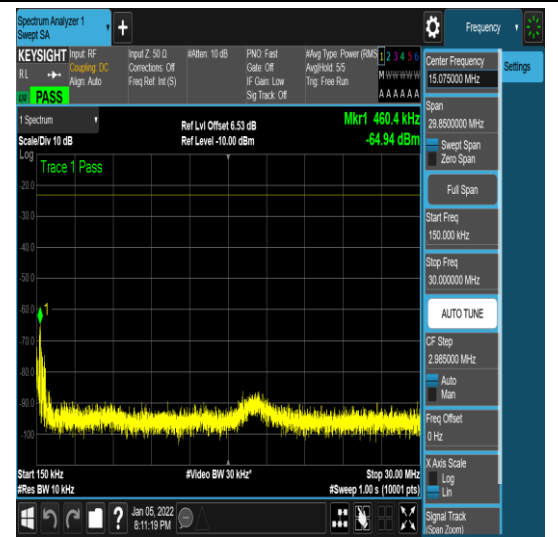 Spectrum Analyzer 1
Swept SA
+
Frequency
KEYSIGHT
Input: RF
Coupling: DC
Align: Auto
Input Z: 50 Ω
Corrections: Off
Freq Ref: Int (S)
#Atten: 10 dB
PNO: Fast
Gate: Off
IF Gain: Low
Sig Track: Off
#Avg Type: Power (RMS
Avg|Hold: 5/5
Trig: Free Run
1 2 3 4 5 6
M W W W W W
A A A A A A
RL
PASS
1 Spectrum
Scale/Div 10 dB
Log
Ref Lvl Offset 6.53 dB
Ref Level -10.00 dBm
Mkr1 460.4 kHz
-64.94 dBm
Trace 1 Pass
-20.0
-30.0
-40.0
-50.0
-60.0
1
-70.0
-80.0
-90.0
-100
Start 150 kHz
#Res BW 10 kHz
#Video BW 30 kHz*
Stop 30.00 MHz
#Sweep 1.00 s (10001 pts)
Jan 05, 2022
8:11:19 PM
?
Center Frequency
15.075000 MHz
Settings
Span
29.8500000 MHz
Swept Span
Zero Span
Full Span
Start Freq
150.000 kHz
Stop Freq
30.000000 MHz
AUTO TUNE
CF Step
2.985000 MHz
Auto
Man
Freq Offset
0 Hz
X Axis Scale
Log
Lin
Signal Track
(Span Zoom)